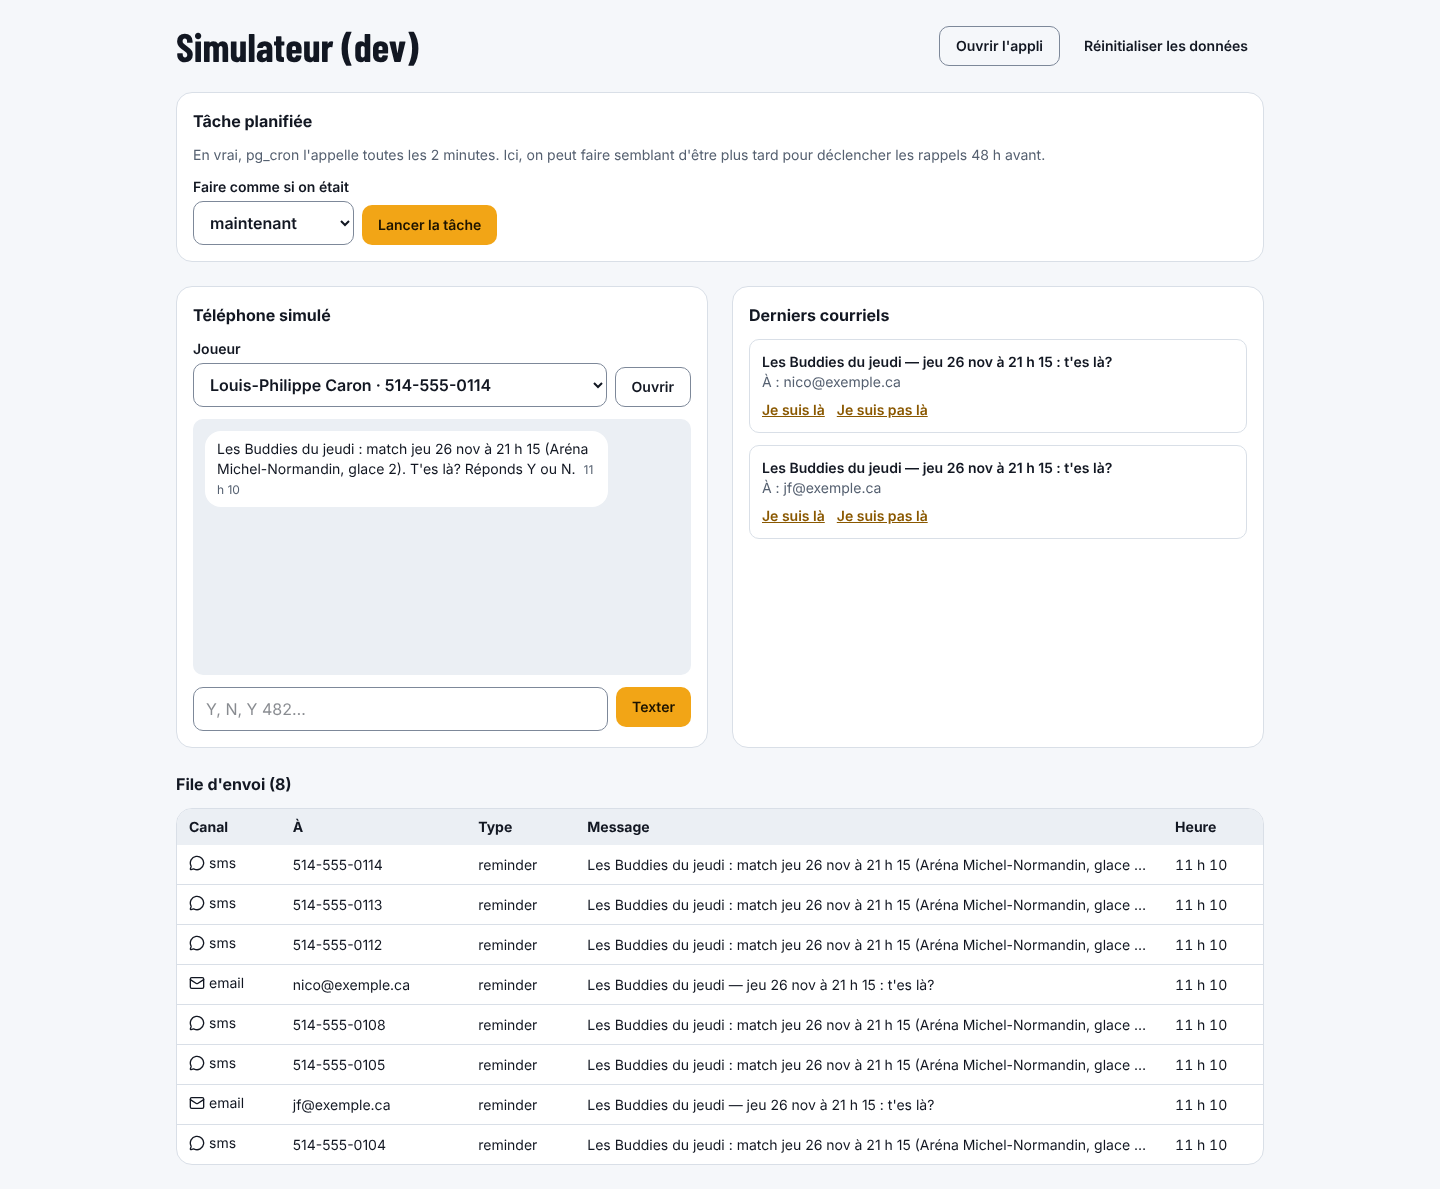 Simulateur (dev)
Ouvrir l'appli
Réinitialiser les données
Tâche planifiée
En vrai, pg_cron l'appelle toutes les 2 minutes. Ici, on peut faire semblant d'être plus tard pour déclencher les rappels 48 h avant.
Faire comme si on était
maintenant
Lancer la tâche
Téléphone simulé
Joueur
Louis-Philippe Caron · 514-555-0114
Ouvrir
Les Buddies du jeudi : match jeu 26 nov à 21 h 15 (Aréna
Michel-Normandin, glace 2). T'es là? Réponds Y ou N. 11
h 10
Y, N, Y 482...
Texter
Derniers courriels
Les Buddies du jeudi — jeu 26 nov à 21 h 15 : t'es là?
À : nico@exemple.ca
Je suis là Je suis pas là
Les Buddies du jeudi — jeu 26 nov à 21 h 15 : t'es là?
À : jf@exemple.ca
Je suis là Je suis pas là
File d'envoi (8)
Canal À Type Message Heure
sms 514-555-0114 reminder Les Buddies du jeudi : match jeu 26 nov à 21 h 15 (Aréna Michel-Normandin, glace ... 11 h 10
sms 514-555-0113 reminder Les Buddies du jeudi : match jeu 26 nov à 21 h 15 (Aréna Michel-Normandin, glace ... 11 h 10
sms 514-555-0112 reminder Les Buddies du jeudi : match jeu 26 nov à 21 h 15 (Aréna Michel-Normandin, glace ... 11 h 10
email nico@exemple.ca reminder Les Buddies du jeudi — jeu 26 nov à 21 h 15 : t'es là? 11 h 10
sms 514-555-0108 reminder Les Buddies du jeudi : match jeu 26 nov à 21 h 15 (Aréna Michel-Normandin, glace ... 11 h 10
sms 514-555-0105 reminder Les Buddies du jeudi : match jeu 26 nov à 21 h 15 (Aréna Michel-Normandin, glace ... 11 h 10
email jf@exemple.ca reminder Les Buddies du jeudi — jeu 26 nov à 21 h 15 : t'es là? 11 h 10
sms 514-555-0104 reminder Les Buddies du jeudi : match jeu 26 nov à 21 h 15 (Aréna Michel-Normandin, glace ... 11 h 10